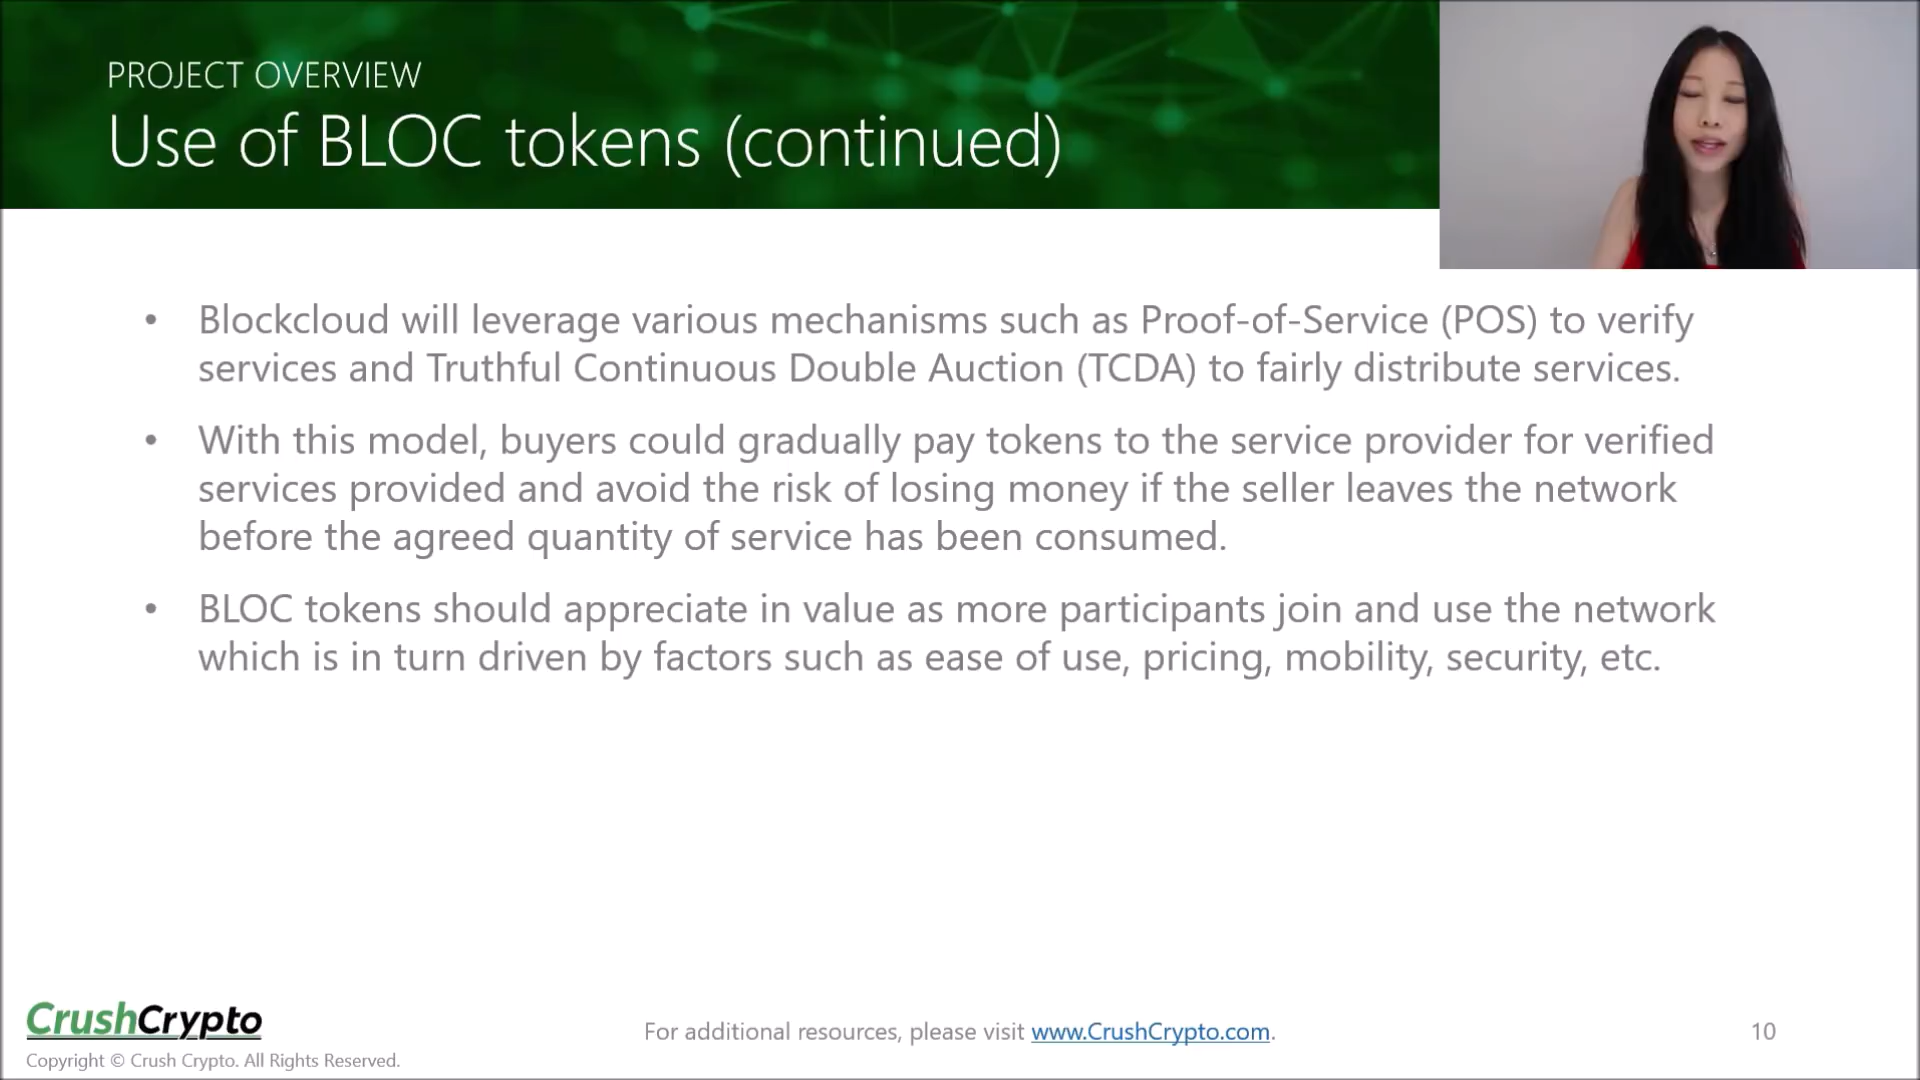 PROJECT OVERVIEW
Use of BLOC tokens (continued)
• Blockcloud will leverage various mechanisms such as Proof-of-Service (POS) to verify
services and Truthful Continuous Double Auction (TCDA) to fairly distribute services.
• With this model, buyers could gradually pay tokens to the service provider for verified
services provided and avoid the risk of losing money if the seller leaves the network
before the agreed quantity of service has been consumed.
• BLOC tokens should appreciate in value as more participants join and use the network
which is in turn driven by factors such as ease of use, pricing, mobility, security, etc.
CrushCrypto
Copyright © Crush Crypto. All Rights Reserved.
For additional resources, please visit www.CrushCrypto.com.
10